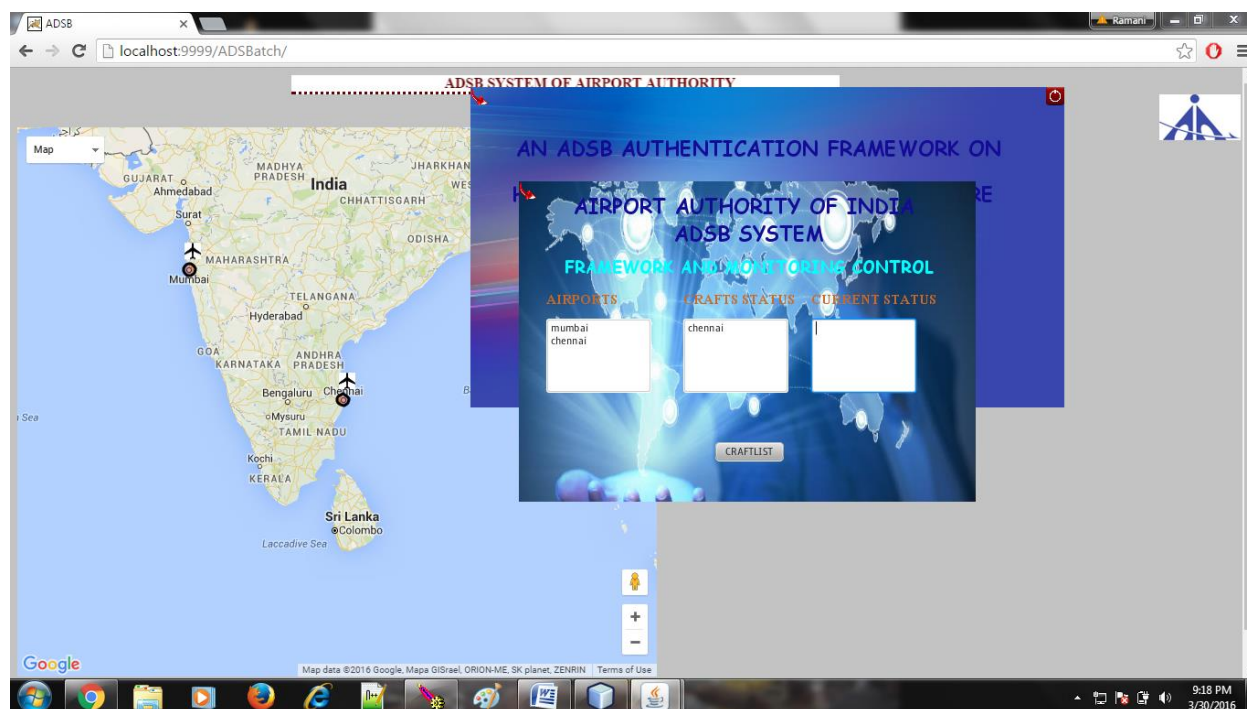 ADSB
Ramani
localhost:9999/ADSBatch/
ADSB SYSTEM OF AIRPORT AUTHORITY
Map
كراچى
GUJARAT
Ahmedabad
MADHYA
PRADESH
India
JHARKHAN
WES
CHHATTISGARH
Surat
ODISHA
MAHARASHTRA
Mumbai
TELANGANA
Hyderabad
GOA
KARNATAKA
ANDHRA
PRADESH
Bengaluru
Chennai
Mysuru
TAMIL NADU
Kochi
KERALA
Sri Lanka
Colombo
Laccadive Sea
Sea
AN ADSB AUTHENTICATION FRAMEWORK ON
AIRPORT AUTHORITY OF INDIA
ADSB SYSTEM
FRAMEWORK AND MONITORING CONTROL
AIRPORTS CRAFTS STATUS CURRENT STATUS
mumbai
chennai
chennai
CRAFTLIST
Google
Map data ©2016 Google, Mapa GISrael, ORION-ME, SK planet, ZENRIN Terms of Use
9:18 PM
3/30/2016